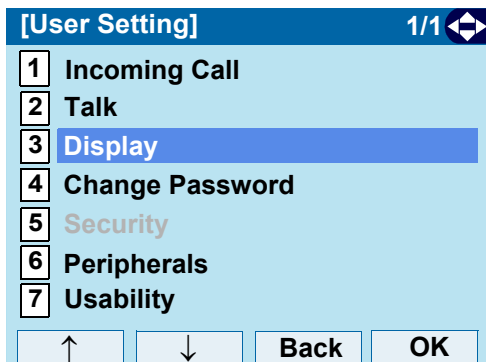 [User Setting] 1/1
1 Incoming Call
2 Talk
3 Display
4 Change Password
5 Security
6 Peripherals
7 Usability
↑ ↓ Back OK